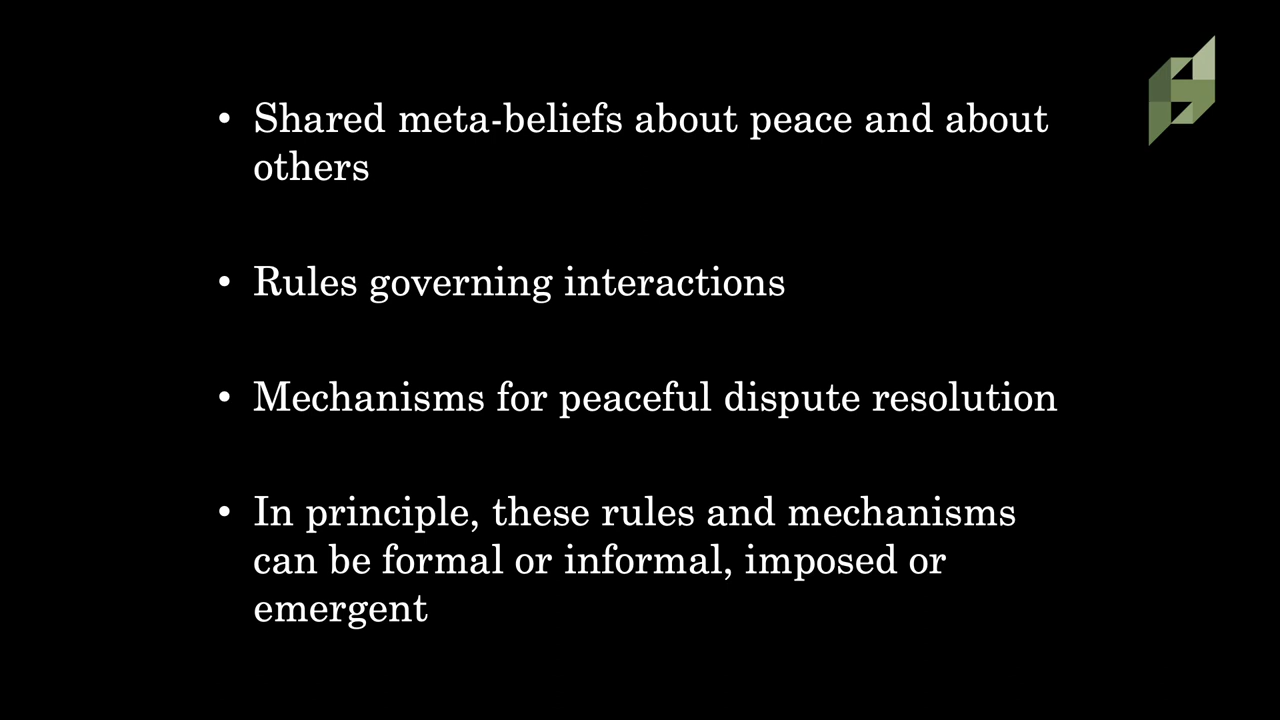 • Shared meta-beliefs about peace and about
others
• Rules governing interactions
• Mechanisms for peaceful dispute resolution
• In principle, these rules and mechanisms
can be formal or informal, imposed or
emergent